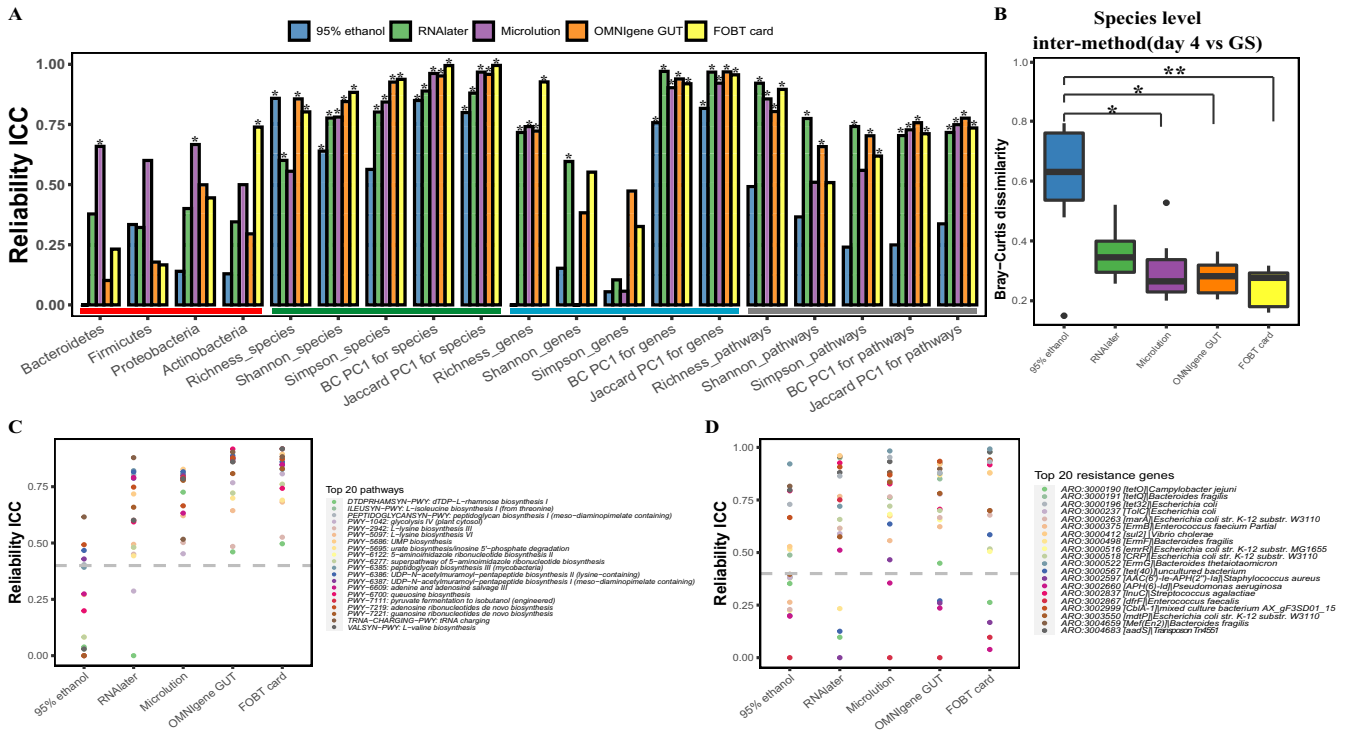 A
95% ethanol RNAlater Microlution OMNIgene GUT FOBT card
Reliability ICC
1.00
0.75
0.50
0.25
0.00
* * * * * * * * * * * * * * * * * * * * * * * * * * * * * * * * * * * * * * * * * * * * * * * * * * * * * * *
Bacteroidetes
Firmicutes
Proteobacteria
Actinobacteria
Richness_species
Shannon_species
Simpson_species
BC PC1 for species
Jaccard PC1 for species
Richness_genes
Shannon_genes
Simpson_genes
BC PC1 for genes
Jaccard PC1 for genes
Richness_pathways
Shannon_pathway
Simpson_pathway
BC PC1 for pathway
Jaccard PC1 for pathways
B
Species level
inter-method(day 4 vs GS)
Bray−Curtis dissimilarity
1.0
0.8
0.6
0.4
0.2
**
*
*
95% ethanol
RNAlater
Microlution
OMNIgene GUT
FOBT card
C
Reliability ICC
1.00
0.75
0.50
0.25
0.00
95% ethanol
RNAlater
Microlution
OMNIgene GUT
FOBT card
Top 20 pathways
DTDPRHAMSYN−PWY: dTDP−L−rhamnose biosynthesis I
ILEUSYN−PWY: L−isoleucine biosynthesis I (from threonine)
PEPTIDOGLYCANSYN−PWY: peptidoglycan biosynthesis I (meso−diaminopimelate containing)
PWY−1042: glycolysis IV (plant cytosol)
PWY−2942: L−lysine biosynthesis III
PWY−5097: L−lysine biosynthesis VI
PWY−5686: UMP biosynthesis
PWY−5695: urate biosynthesis/inosine 5'−phosphate degradation
PWY−6122: 5−aminoimidazole ribonucleotide biosynthesis II
PWY−6277: superpathway of 5−aminoimidazole ribonucleotide biosynthesis
PWY−6385: peptidoglycan biosynthesis III (mycobacteria)
PWY−6386: UDP−N−acetylmuramoyl−pentapeptide biosynthesis II (lysine−containing)
PWY−6387: UDP−N−acetylmuramoyl−pentapeptide biosynthesis I (meso−diaminopimelate containing)
PWY−6609: adenine and adenosine salvage III
PWY−6700: queuosine biosynthesis
PWY−7111: pyruvate fermentation to isobutanol (engineered)
PWY−7219: adenosine ribonucleotides de novo biosynthesis
PWY−7221: guanosine ribonucleotides de novo biosynthesis
TRNA−CHARGING−PWY: tRNA charging
VALSYN−PWY: L−valine biosynthesis
D
Reliability ICC
1.00
0.75
0.50
0.25
0.00
95% ethanol
RNAlater
Microlution
OMNIgene GUT
FOBT card
Top 20 resistance genes
ARO:3000190 [tetO]|Campylobacter jejuni
ARO:3000191 [tetQ]|Bacteroides fragilis
ARO:3000196 [tet32]|Escherichia coli
ARO:3000237 [TolC]|Escherichia coli
ARO:3000263 [marA]|Escherichia coli str. K−12 substr. W3110
ARO:3000375 [ErmB]|Enterococcus faecium Partial
ARO:3000412 [sul2]|Vibrio cholerae
ARO:3000498 [ErmF]|Bacteroides fragilis
ARO:3000516 [emrR]|Escherichia coli str. K−12 substr. MG1655
ARO:3000518 [CRP]|Escherichia coli str. K−12 substr. W3110
ARO:3000522 [ErmG]|Bacteroides thetaiotaomicron
ARO:3000567 [tet(40)]|uncultured bacterium
ARO:3002597 [AAC(6')−Ie−APH(2'')−Ia]|Staphylococcus aureus
ARO:3002660 [APH(6)−Id]|Pseudomonas aeruginosa
ARO:3002837 [lnuC]|Streptococcus agalactiae
ARO:3002867 [dfrF]|Enterococcus faecalis
ARO:3002999 [CblA−1]|mixed culture bacterium AX_gF3SD01_15
ARO:3003550 [mdtP]|Escherichia coli str. K−12 substr. W3110
ARO:3004659 [Mef(En2)]|Bacteroides fragilis
ARO:3004683 [aadS]|Transposon Tn4551